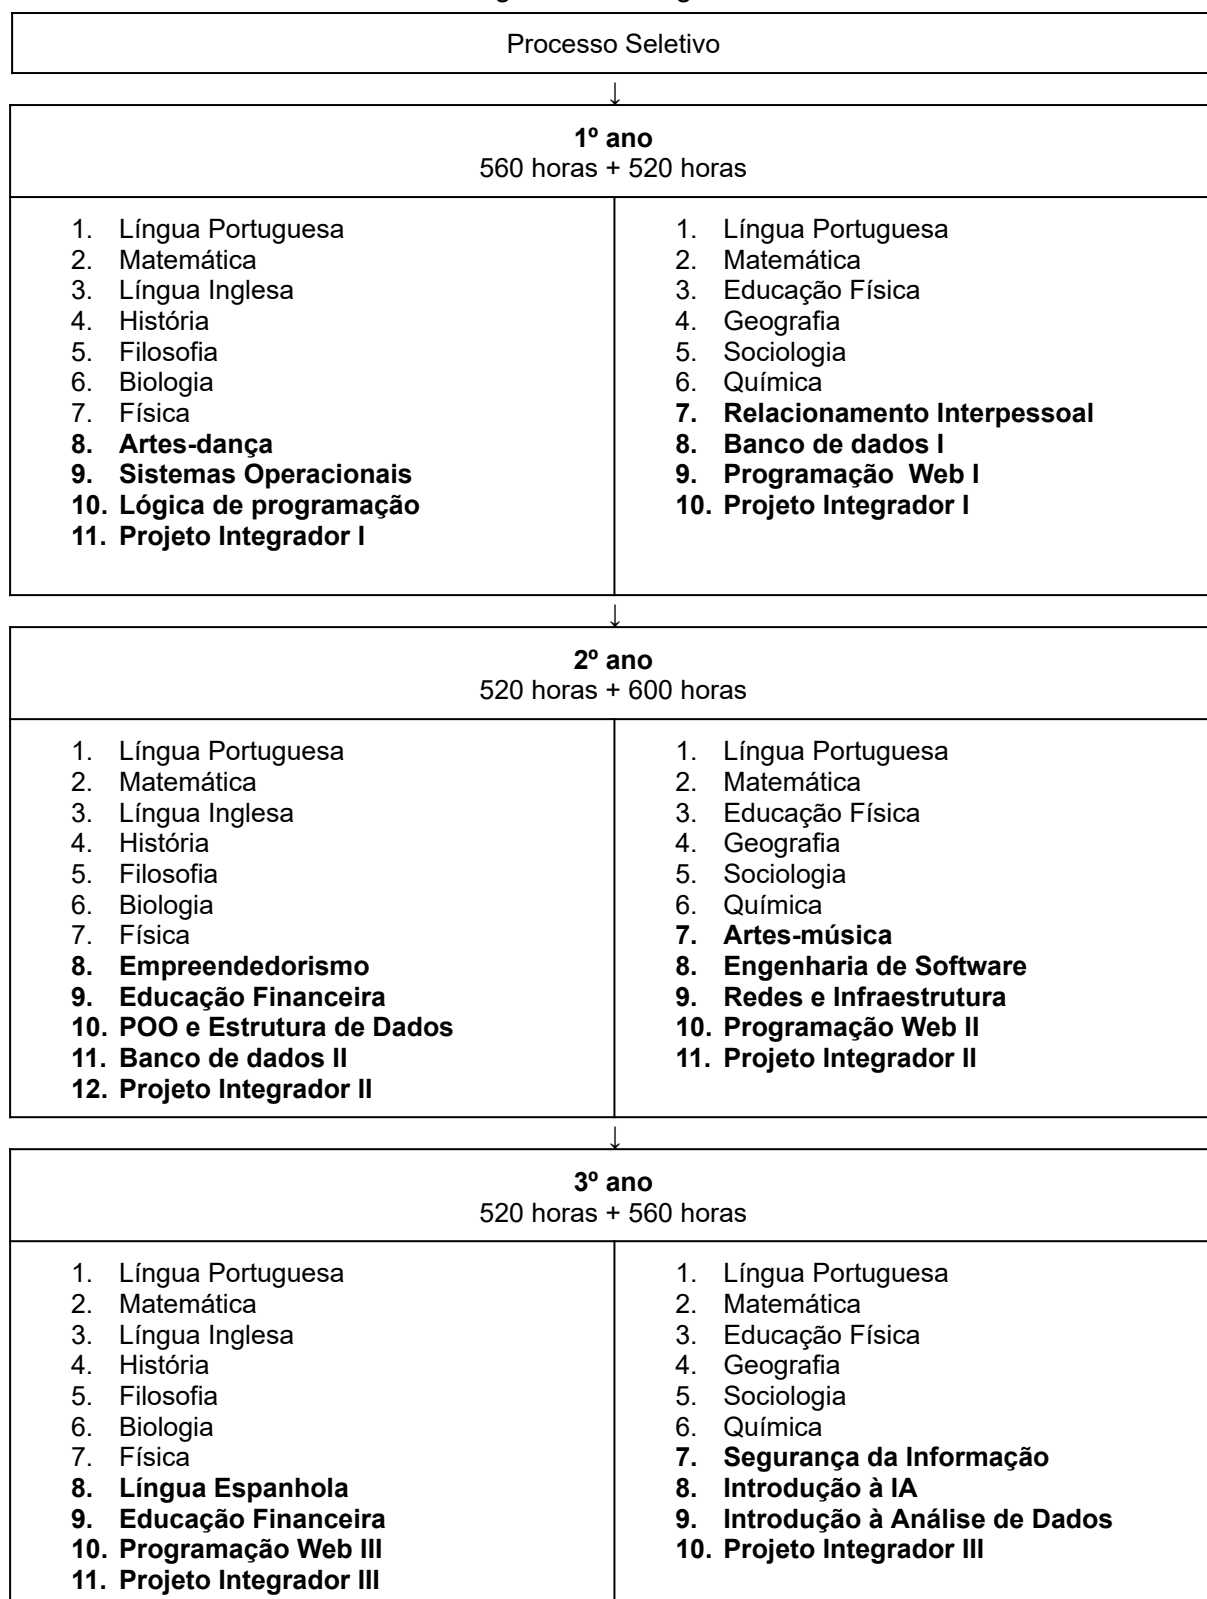 Processo Seletivo
↓
1º ano
560 horas + 520 horas
1. Língua Portuguesa
2. Matemática
3. Língua Inglesa
4. História
5. Filosofia
6. Biologia
7. Física
8. Artes-dança
9. Sistemas Operacionais
10. Lógica de programação
11. Projeto Integrador I
1. Língua Portuguesa
2. Matemática
3. Educação Física
4. Geografia
5. Sociologia
6. Química
7. Relacionamento Interpessoal
8. Banco de dados I
9. Programação Web I
10. Projeto Integrador I
↓
2º ano
520 horas + 600 horas
1. Língua Portuguesa
2. Matemática
3. Língua Inglesa
4. História
5. Filosofia
6. Biologia
7. Física
8. Empreendedorismo
9. Educação Financeira
10. POO e Estrutura de Dados
11. Banco de dados II
12. Projeto Integrador II
1. Língua Portuguesa
2. Matemática
3. Educação Física
4. Geografia
5. Sociologia
6. Química
7. Artes-música
8. Engenharia de Software
9. Redes e Infraestrutura
10. Programação Web II
11. Projeto Integrador II
↓
3º ano
520 horas + 560 horas
1. Língua Portuguesa
2. Matemática
3. Língua Inglesa
4. História
5. Filosofia
6. Biologia
7. Física
8. Língua Espanhola
9. Educação Financeira
10. Programação Web III
11. Projeto Integrador III
1. Língua Portuguesa
2. Matemática
3. Educação Física
4. Geografia
5. Sociologia
6. Química
7. Segurança da Informação
8. Introdução à IA
9. Introdução à Análise de Dados
10. Projeto Integrador III